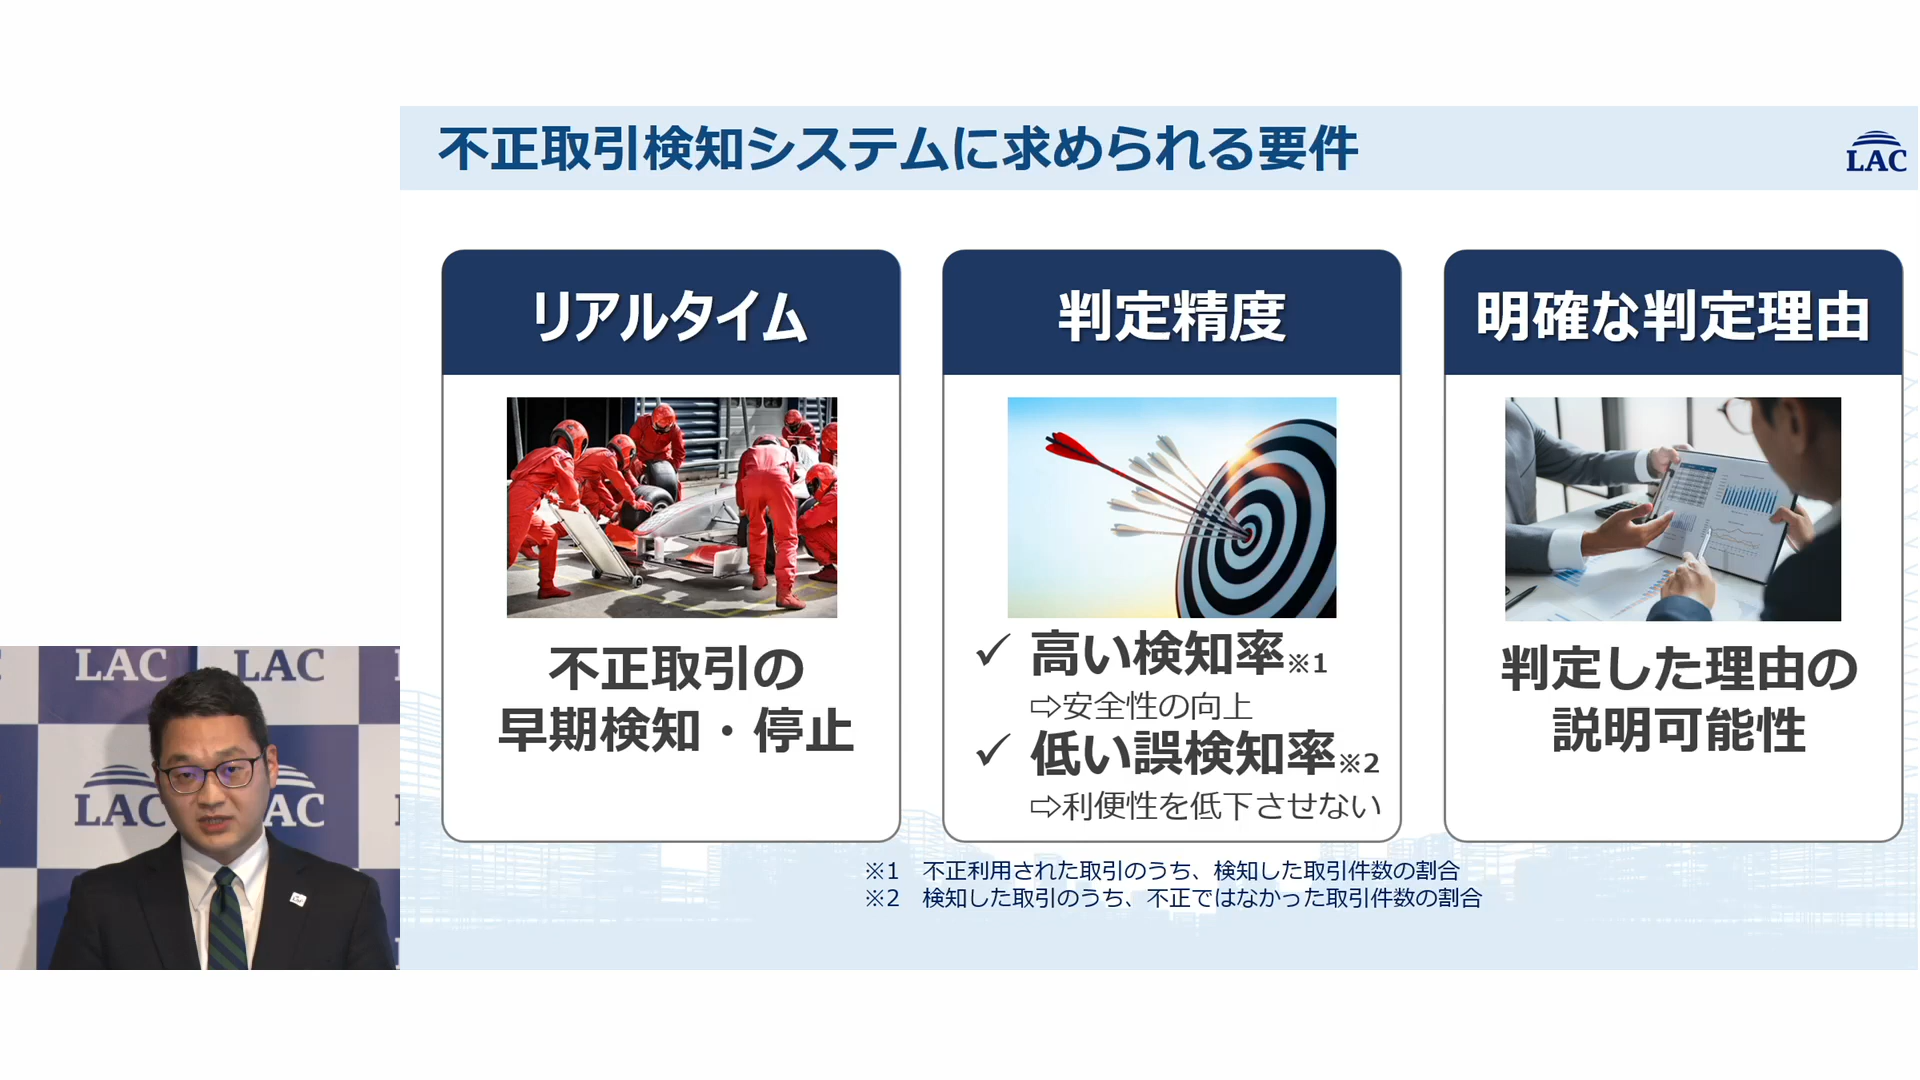 不正取引検知システムに求められる要件
LAC
リアルタイム
不正取引の
早期検知・停止
判定精度
✓ 高い検知率※1
⇨安全性の向上
✓ 低い誤検知率※2
⇨利便性を低下させない
明確な判定理由
判定した理由の
説明可能性
※1 不正利用された取引のうち、検知した取引件数の割合
※2 検知した取引のうち、不正ではなかった取引件数の割合
LAC
LAC
LAC
LAC